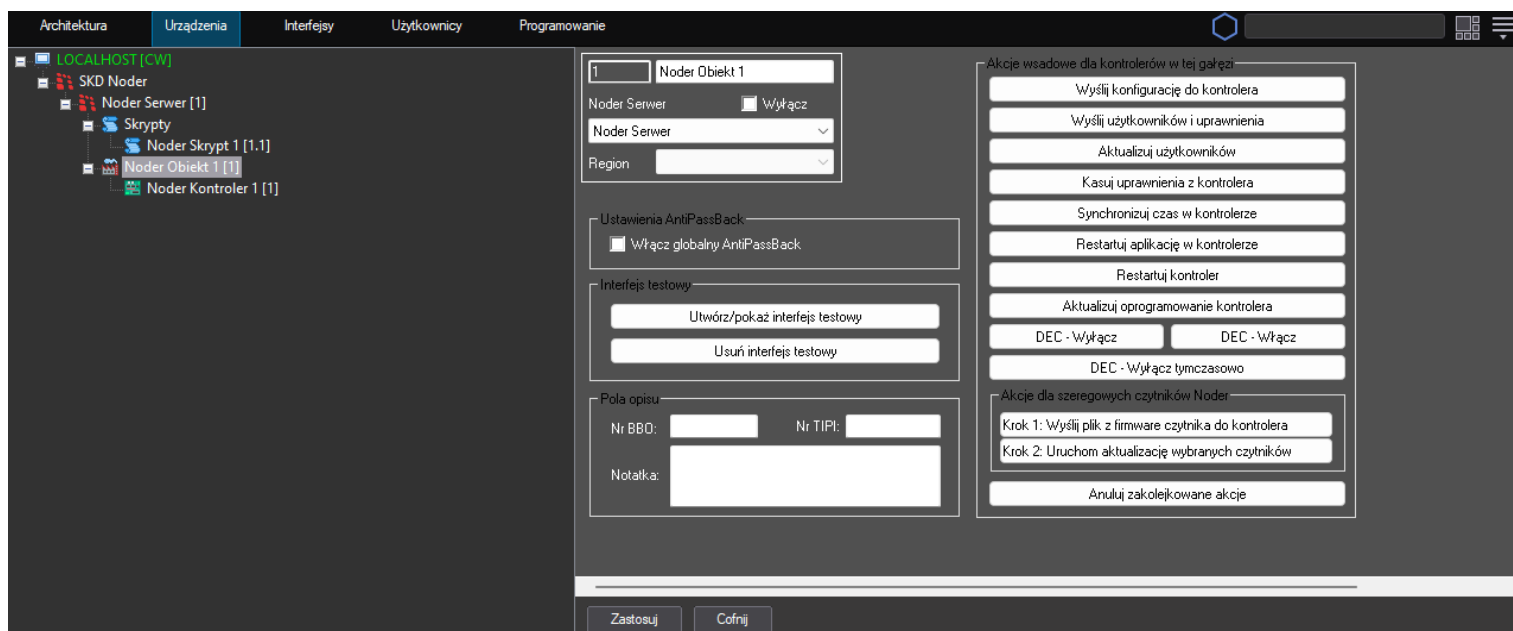 Architektura Urządzenia Interfejsy Użytkownicy Programowanie
LOCALHOST [CW]
SKD Noder
Noder Serwer [1]
Skrypty
Noder Skrypt 1 [1.1]
Noder Obiekt 1 [1]
Noder Kontroler 1 [1]
1 Noder Obiekt 1
Noder Serwer Wyłącz
Noder Serwer
Region
Ustawienia AntiPassBack
Włącz globalny AntiPassBack
Interfejs testowy
Utwórz/pokaż interfejs testowy
Usuń interfejs testowy
Pola opisu
Nr BBO: Nr TIPI:
Notatka:
Akcje wsadowe dla kontrolerów w tej gałęzi
Wyślij konfigurację do kontrolera
Wyślij użytkowników i uprawnienia
Aktualizuj użytkowników
Kasuj uprawnienia z kontrolera
Synchronizuj czas w kontrolerze
Restartuj aplikację w kontrolerze
Restartuj kontroler
Aktualizuj oprogramowanie kontrolera
DEC - Wyłącz DEC - Włącz
DEC - Wyłącz tymczasowo
Akcje dla szeregowych czytników Noder
Krok 1: Wyślij plik z firmware czytnika do kontrolera
Krok 2: Uruchom aktualizację wybranych czytników
Anuluj zakolejkowane akcje
Zastosuj Cofnij